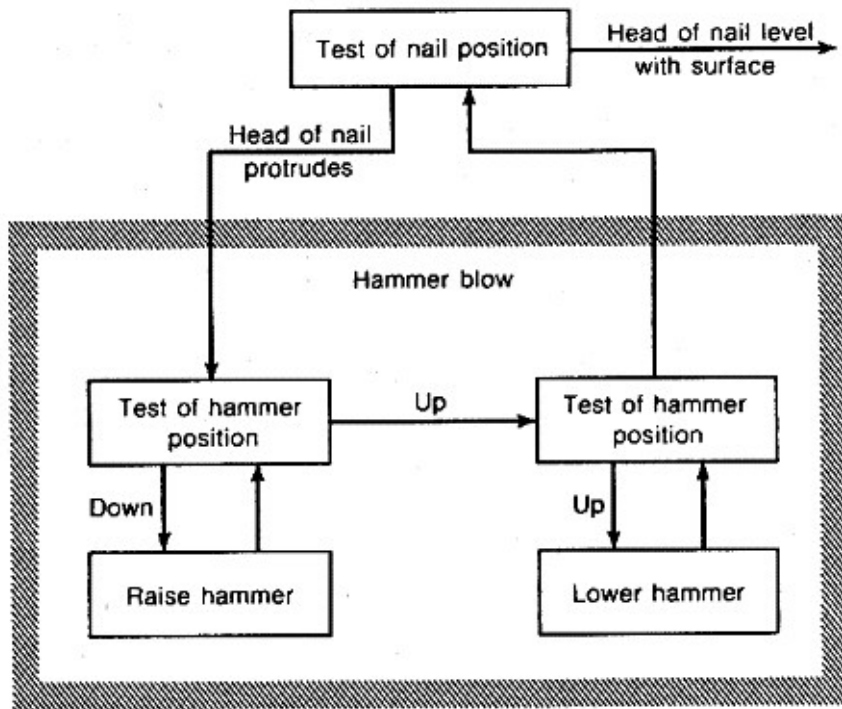 Test of nail position
Head of nail level
with surface
Head of nail
protrudes
Hammer blow
Test of hammer
position
Up
Test of hammer
position
Down
Up
Raise hammer
Lower hammer